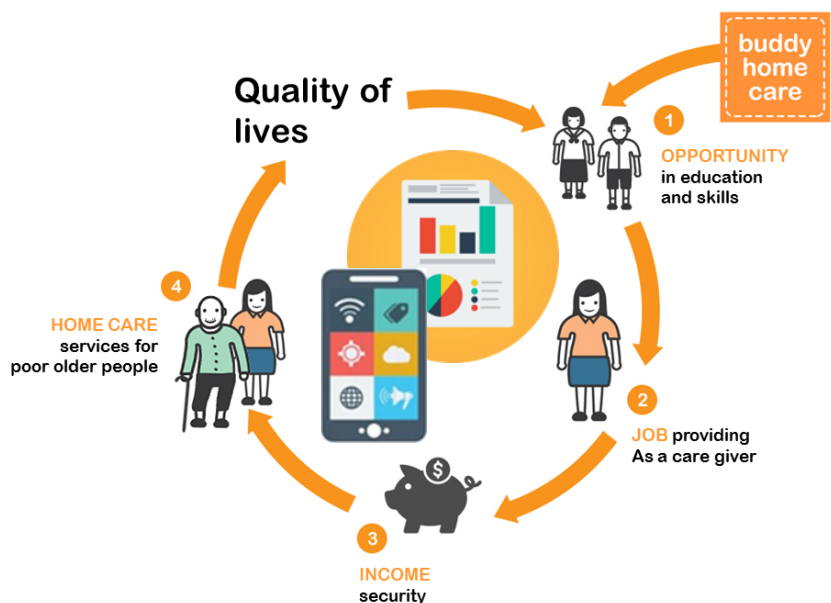 buddy
home
care
Quality of
lives
1
OPPORTUNITY
in education
and skills
2
JOB providing
As a care giver
$
3
INCOME
security
4
HOME CARE
services for
poor older people